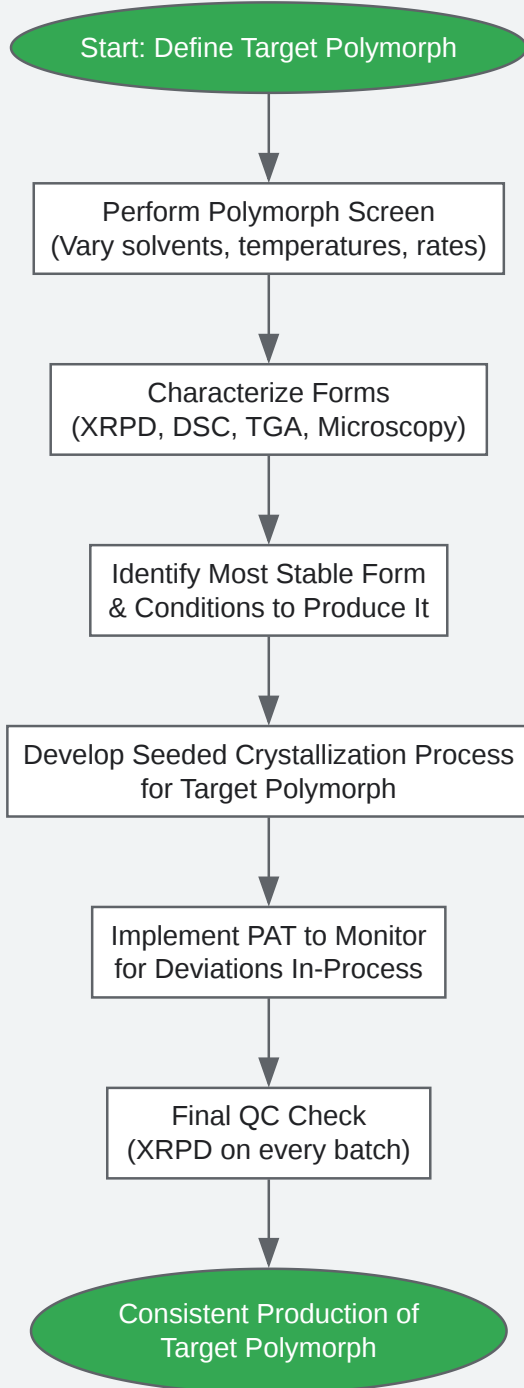 Start: Define Target Polymorph
Perform Polymorph Screen
(Vary solvents, temperatures, rates)
Characterize Forms
(XRPD, DSC, TGA, Microscopy)
Identify Most Stable Form
& Conditions to Produce It
Develop Seeded Crystallization Process
for Target Polymorph
Implement PAT to Monitor
for Deviations In-Process
Final QC Check
(XRPD on every batch)
Consistent Production of
Target Polymorph